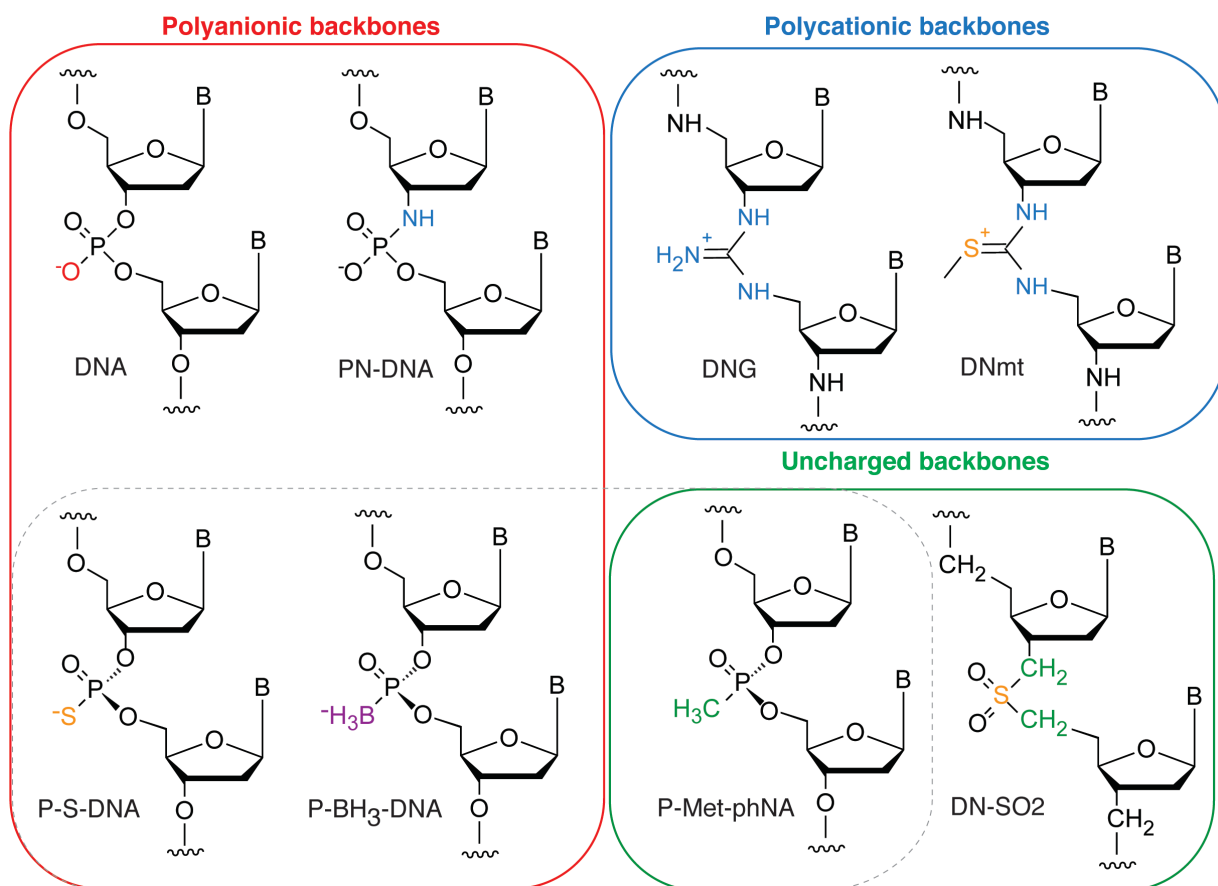 Polyanionic backbones
B
O
O
O
O
P
-O
O
B
O
O
DNA
B
O
O
NH
O
P
-O
O
B
O
O
PN-DNA
Polycationic backbones
B
NH
O
NH
+
H2N
NH
B
O
NH
DNG
B
NH
O
NH
+
S
NH
B
O
NH
DNmt
B
O
O
O
O
P
-S
O
B
O
O
P-S-DNA
B
O
O
O
O
P
-H3B
O
B
O
O
P-BH3-DNA
Uncharged backbones
B
O
O
O
O
P
H3C
O
B
O
O
P-Met-phNA
B
CH2
O
CH2
O
S
O
CH2
B
O
CH2
DN-SO2